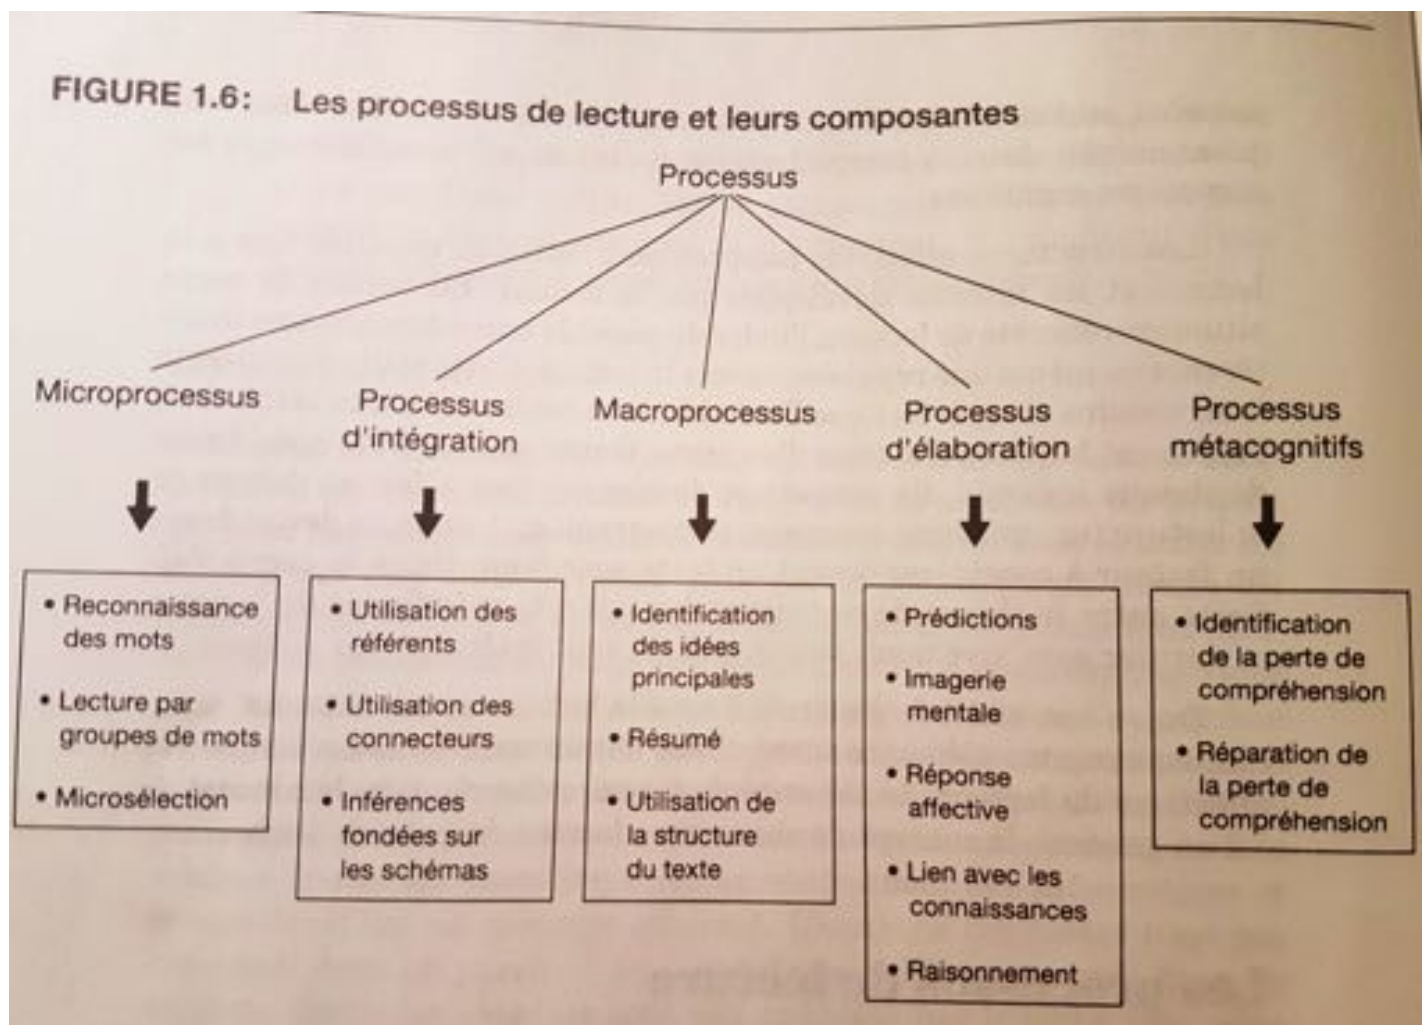 FIGURE 1.6: Les processus de lecture et leurs composantes
Processus
Microprocessus
Processus
d'intégration
Macroprocessus
Processus
d'élaboration
Processus
métacognitifs
• Reconnaissance
des mots
• Lecture par
groupes de mots
• Microsélection
• Utilisation des
référents
• Utilisation des
connecteurs
• Inférences
fondées sur
les schémas
• Identification
des idées
principales
• Résumé
• Utilisation de
la structure
du texte
• Prédictions
• Imagerie
mentale
• Réponse
affective
• Lien avec les
connaissances
• Raisonnement
• Identification
de la perte de
compréhension
• Réparation de
la perte de
compréhension